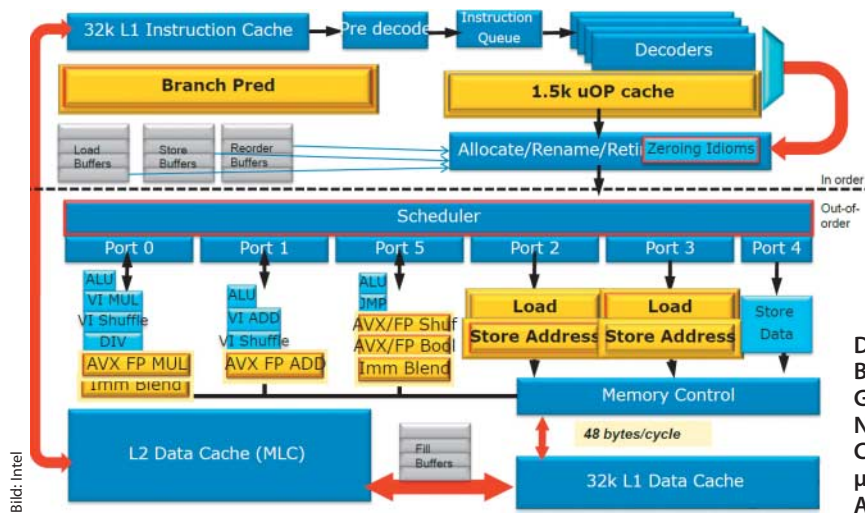 32k L1 Instruction Cache
Pre decode
Instruction
Queue
Decoders
Branch Pred
1.5k uOP cache
Load
Buffers
Store
Buffers
Reorder
Buffers
Allocate/Rename/Reti
Zeroing Idioms
In order
Out-of-
order
Scheduler
Port 0
Port 1
Port 5
Port 2
Port 3
Port 4
ALU
VI MUL
VI Shuffle
DIV
AVX FP MUL
Imm Blend
ALU
VI ADD
VI Shuffle
AVX FP ADD
ALU
JMP
AVX/FP Shuf
AVX/FP Bool
Imm Blend
Load
Store Address
Load
Store Address
Store
Data
Memory Control
48 bytes/cycle
L2 Data Cache (MLC)
Fill
Buffers
32k L1 Data Cache
Bild: Intel
D
B
G
N
C
µ
A